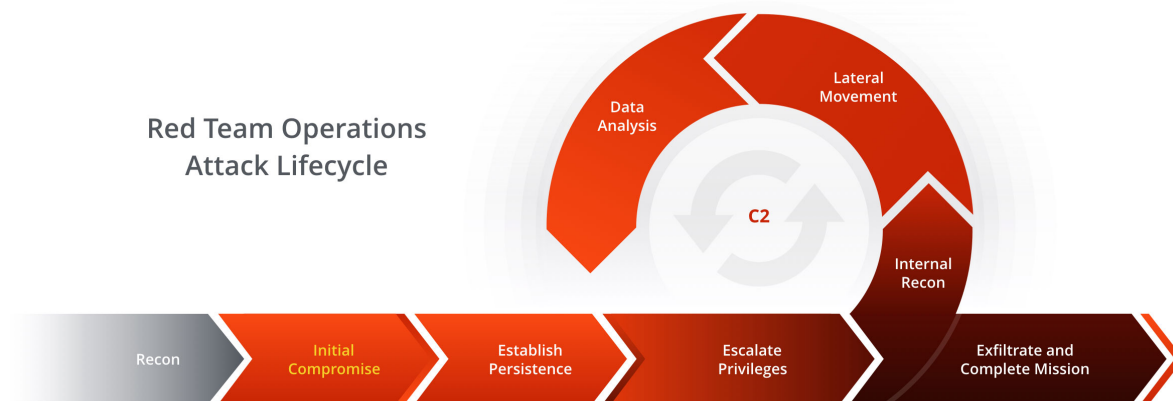 Red Team Operations
Attack Lifecycle
Data
Analysis
Lateral
Movement
C2
Internal
Recon
Recon
Initial
Compromise
Establish
Persistence
Escalate
Privileges
Exfiltrate and
Complete Mission